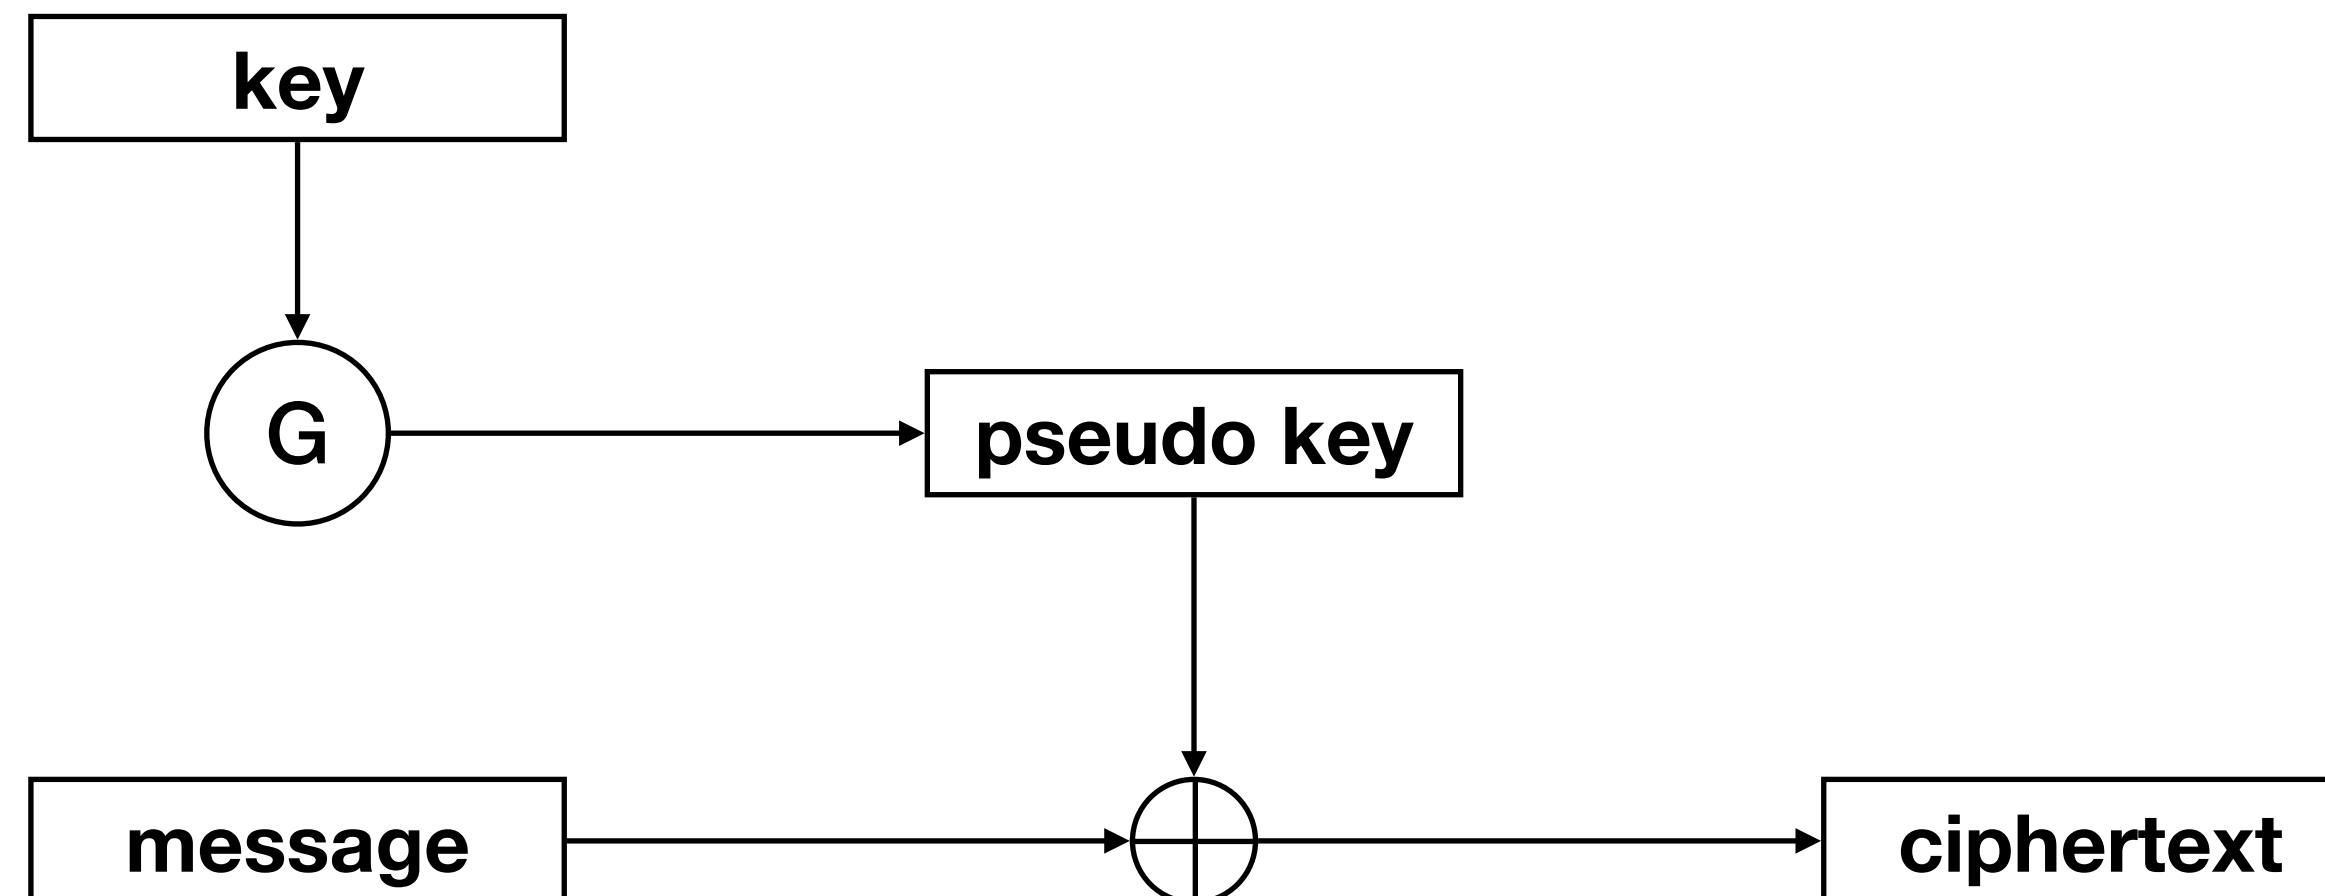 key
G
pseudo key
message
ciphertext